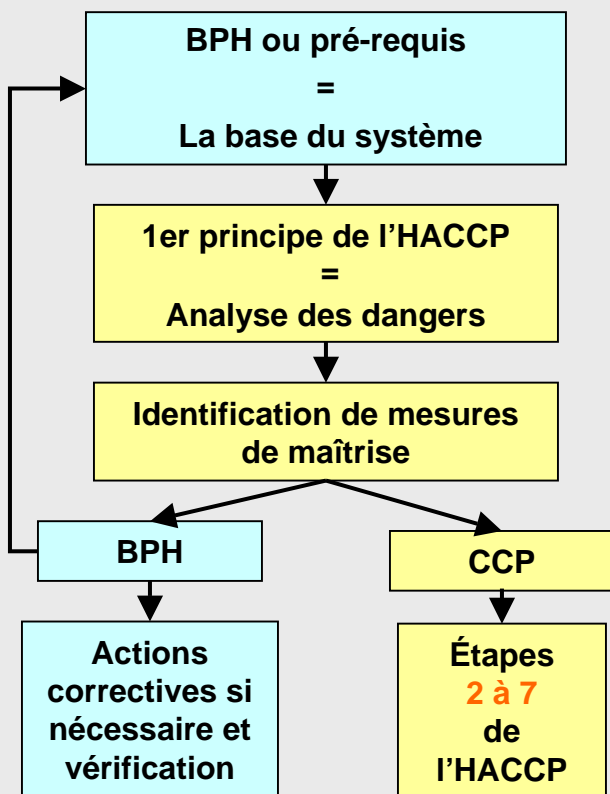 BPH ou pré-requis
=
La base du système
1er principe de l’HACCP
=
Analyse des dangers
Identification de mesures
de maîtrise
BPH
CCP
Actions
correctives si
nécessaire et
vérification
Étapes
2 à 7
de
l’HACCP